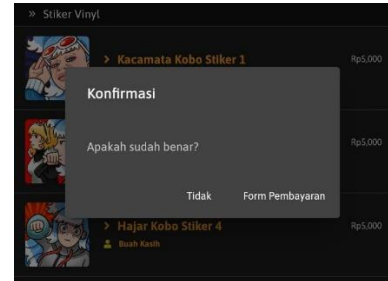 » Stiker Vinyl
> Kacamata Kobo Stiker 1
Rp5,000
Konfirmasi
Apakah sudah benar?
Rp5,000
Tidak
Form Pembayaran
> Hajar Kobo Stiker 4
Rp5,000
Buah Kasih